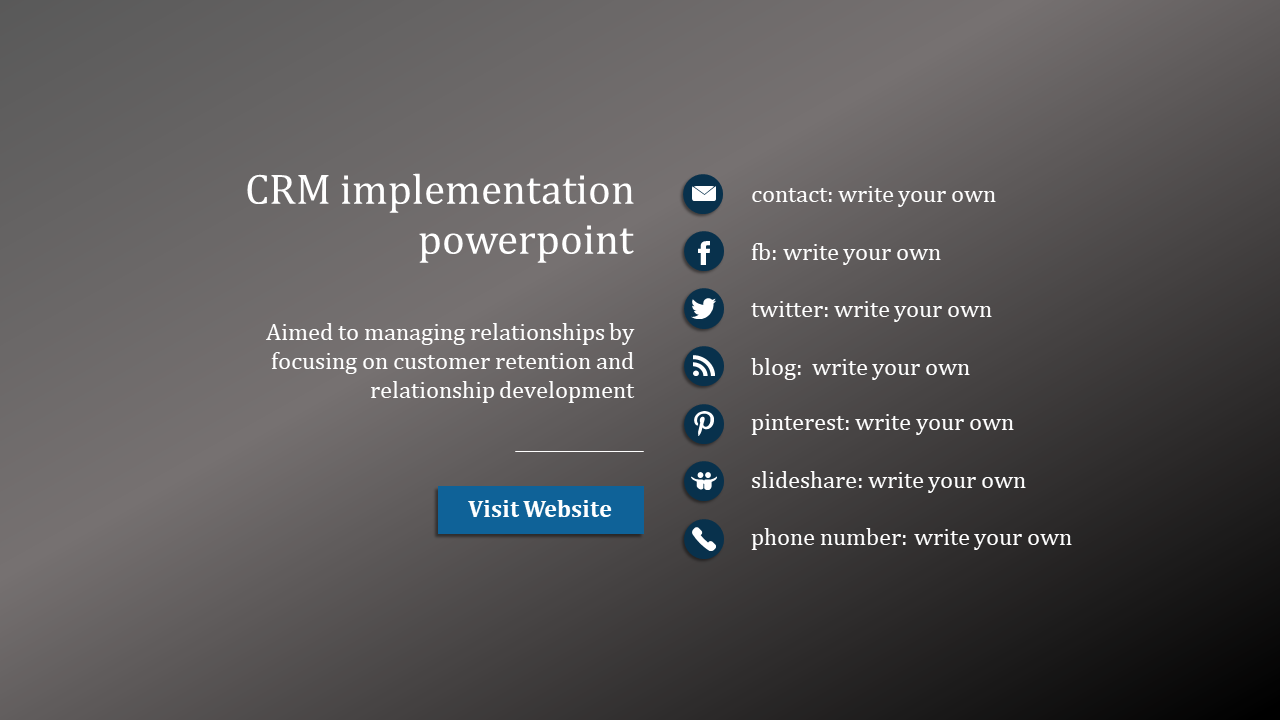 CRM implementation
powerpoint
Aimed to managing relationships by
focusing on customer retention and
relationship development
Visit Website
contact: write your own
fb: write your own
twitter: write your own
blog:  write your own
pinterest: write your own
slideshare: write your own
phone number: write your own